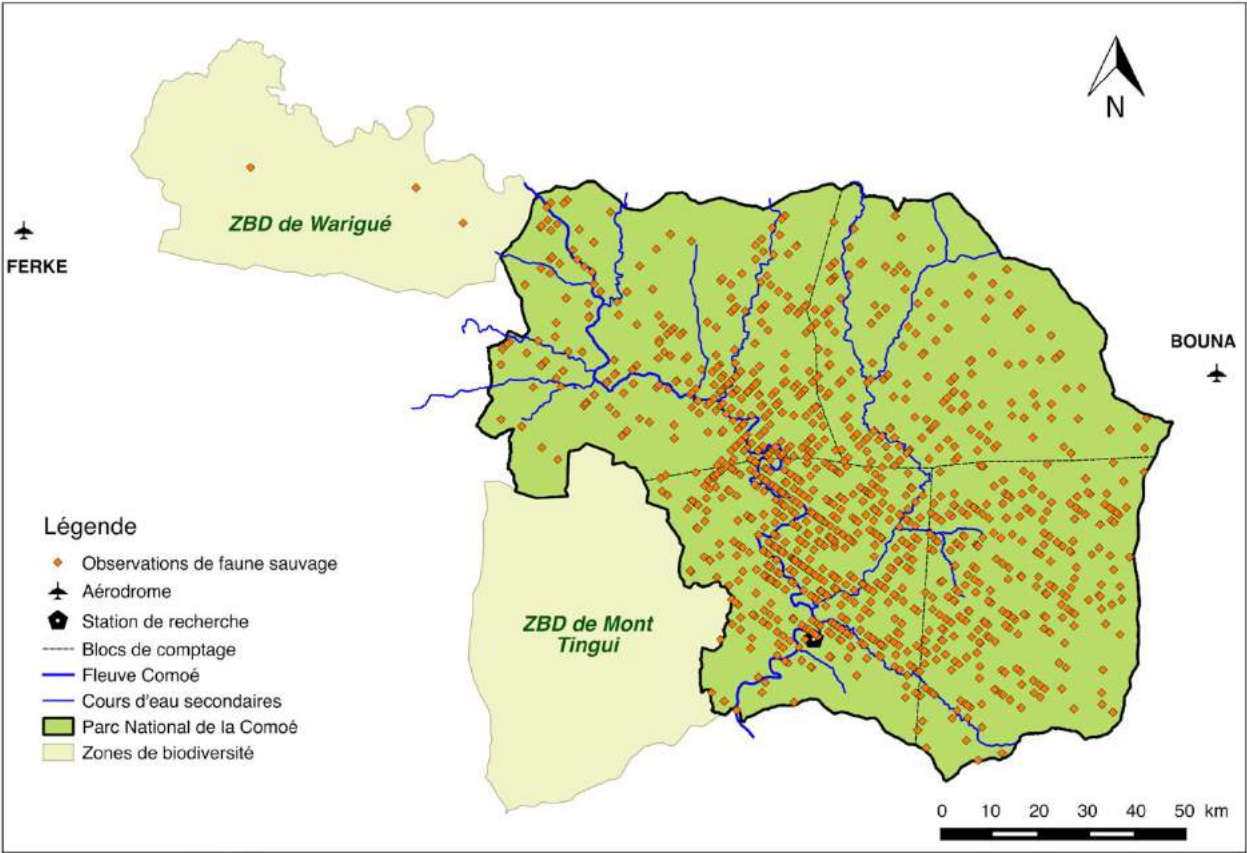 N
ZBD de Warigué
FERKE
BOUNA
Légende
Observations de faune sauvage
Aérodrome
Station de recherche
Blocs de comptage
Fleuve Comoé
Cours d'eau secondaires
Parc National de la Comoé
Zones de biodiversité
ZBD de Mont
Tingui
0 10 20 30 40 50 km